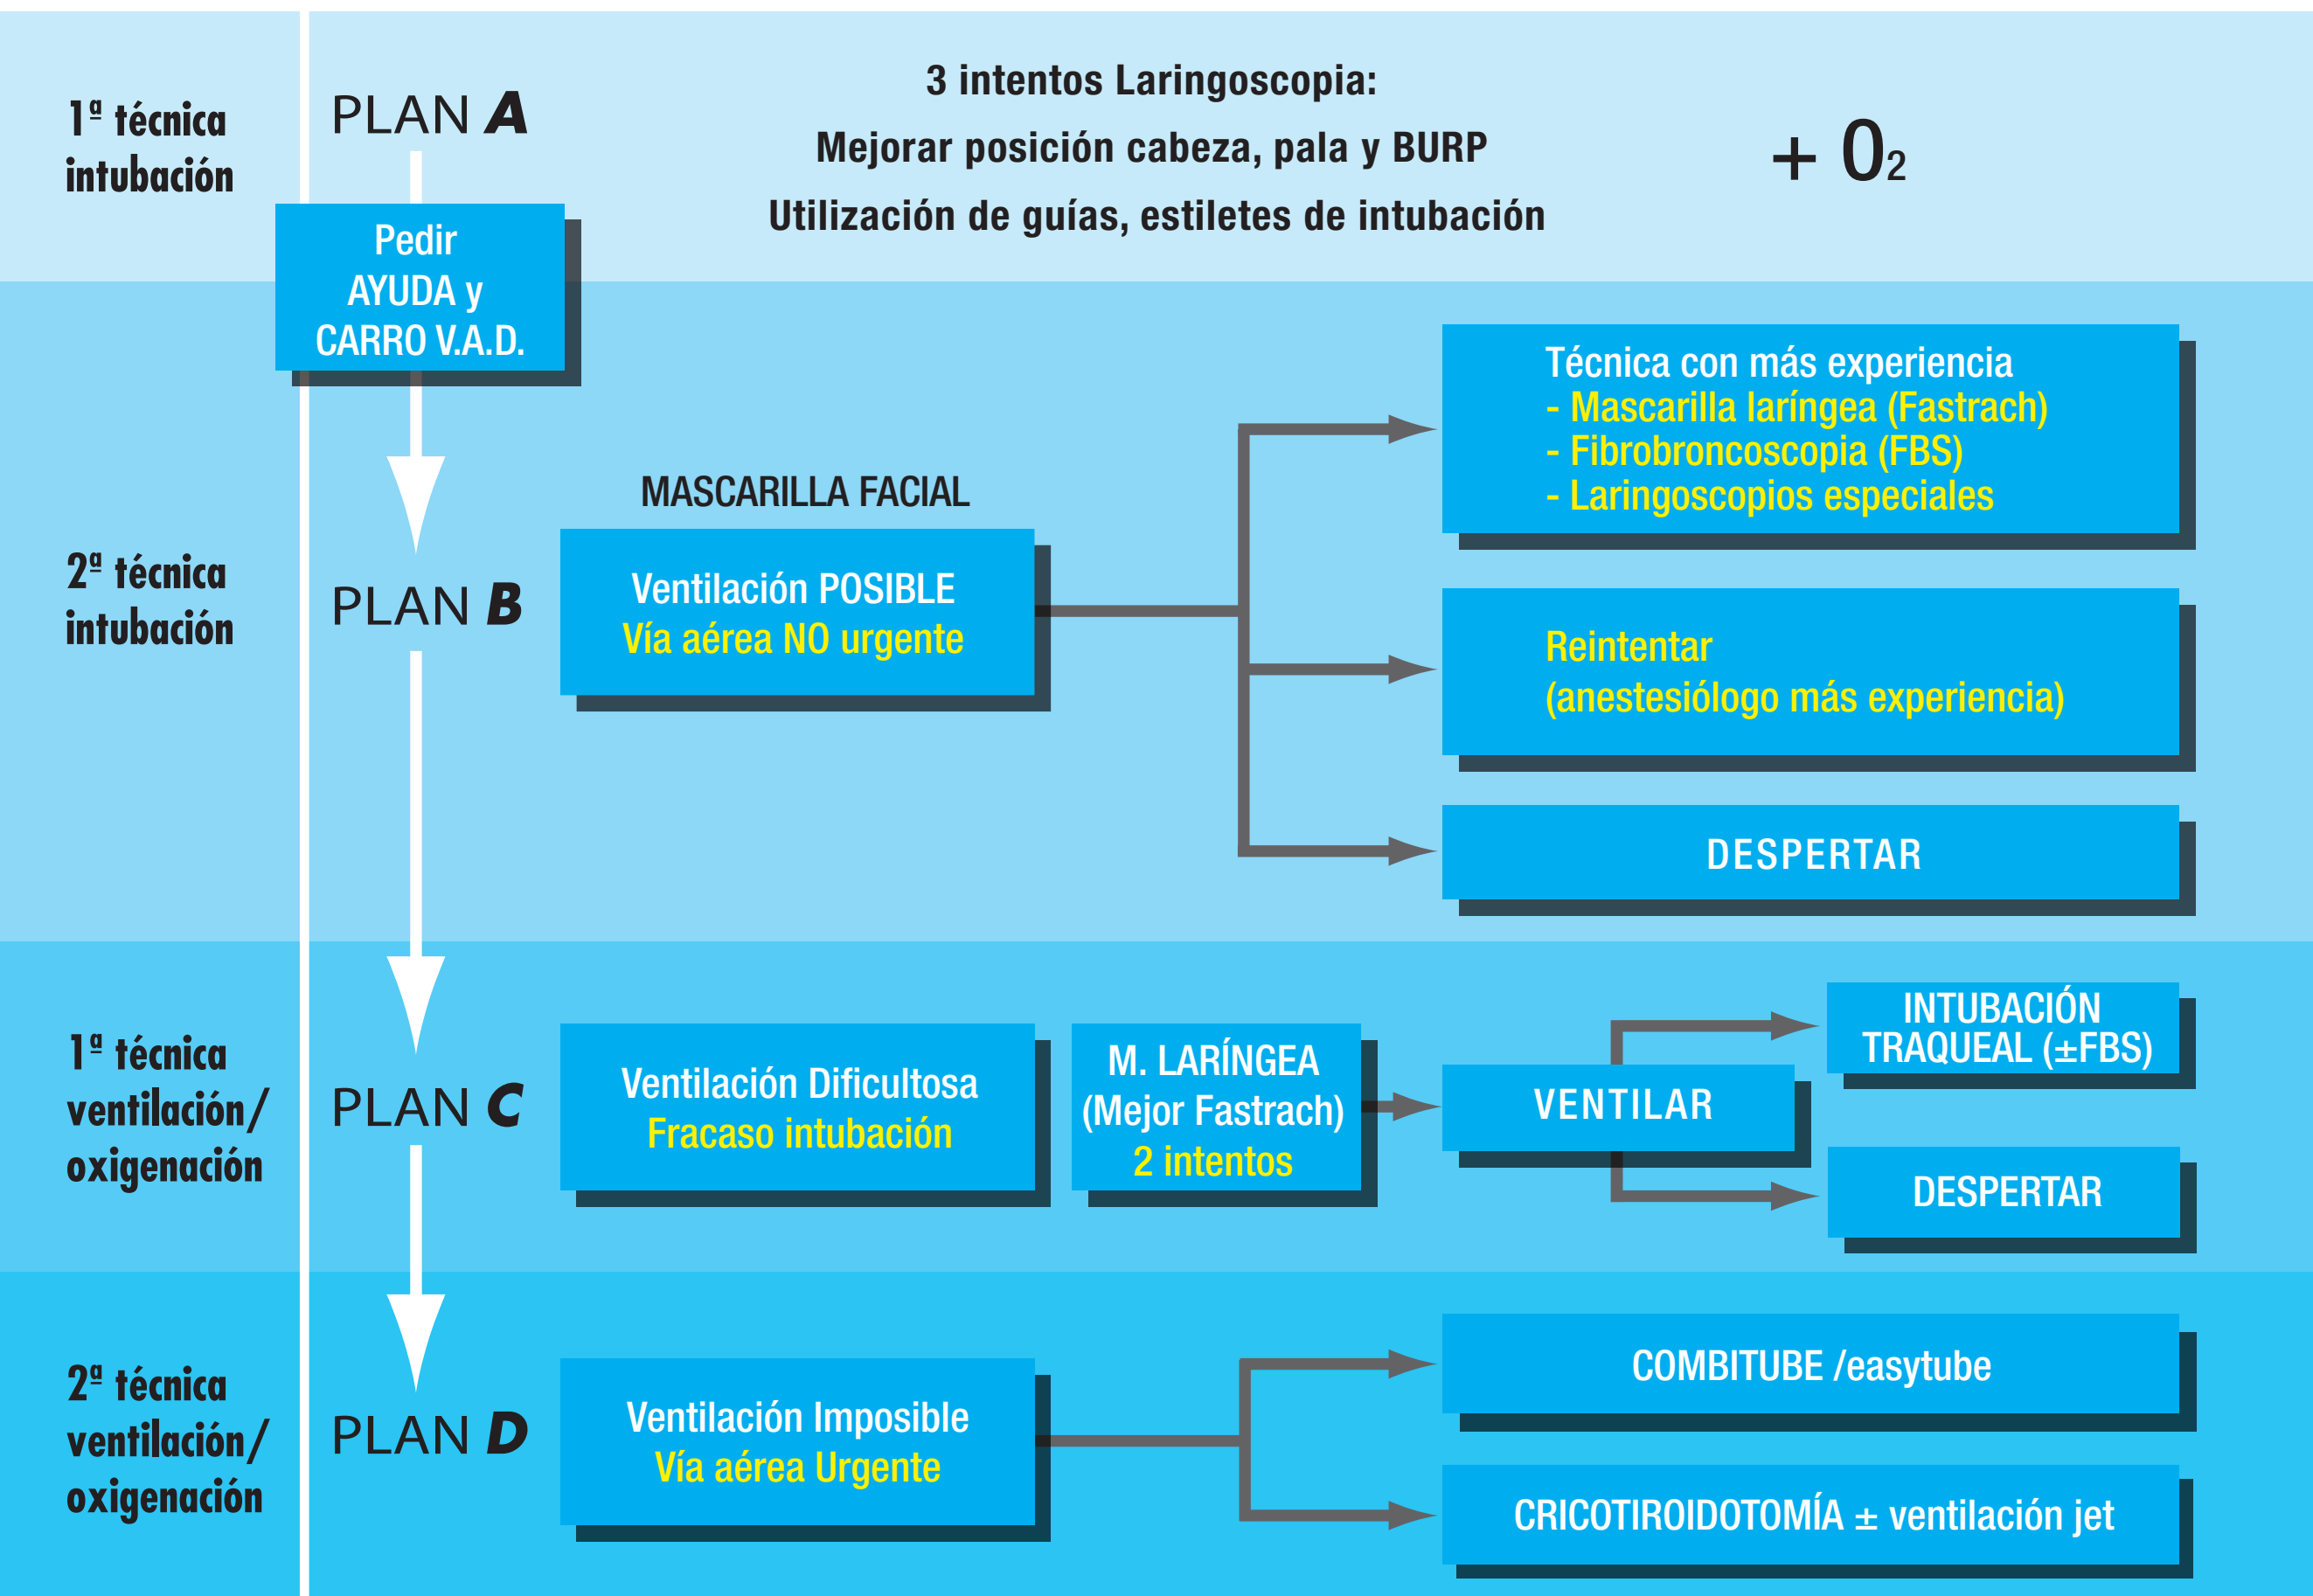 1ª técnica
intubación
PLAN A
3 intentos Laringoscopia:
Mejorar posición cabeza, pala y BURP
Utilización de guías, estiletes de intubación
+ O₂
Pedir
AYUDA y
CARRO V.A.D.
2ª técnica
intubación
PLAN B
MASCARILLA FACIAL
Ventilación POSIBLE
Vía aérea NO urgente
Técnica con más experiencia
- Mascarilla laríngea (Fastrach)
- Fibrobroncoscopia (FBS)
- Laringoscopios especiales
Reintentar
(anestesiólogo más experiencia)
DESPERTAR
1ª técnica
ventilación/
oxigenación
PLAN C
Ventilación Dificultosa
Fracaso intubación
M. LARÍNGEA
(Mejor Fastrach)
2 intentos
VENTILAR
INTUBACIÓN
TRAQUEAL (±FBS)
DESPERTAR
2ª técnica
ventilación/
oxigenación
PLAN D
Ventilación Imposible
Vía aérea Urgente
COMBITUBE /easytube
CRICOTIROIDOTOMÍA ± ventilación jet